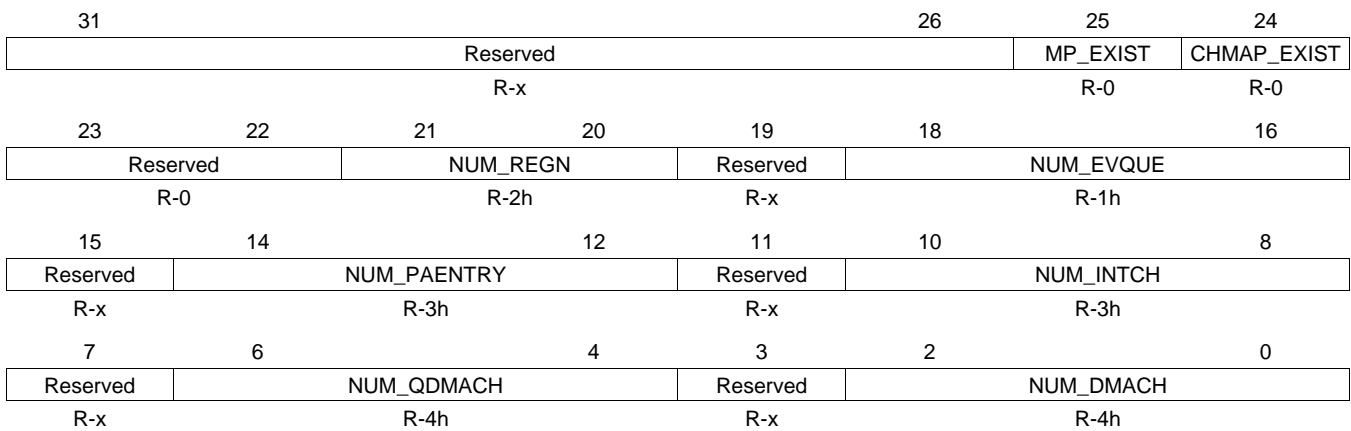 31 26 25 24
Reserved MP_EXIST CHMAP_EXIST
R-x R-0 R-0
23 22 21 20 19 18 16
Reserved NUM_REGN Reserved NUM_EVQUE
R-0 R-2h R-x R-1h
15 14 12 11 10 8
Reserved NUM_PAENTRY Reserved NUM_INTCH
R-x R-3h R-x R-3h
7 6 4 3 2 0
Reserved NUM_QDMACH Reserved NUM_DMACH
R-x R-4h R-x R-4h